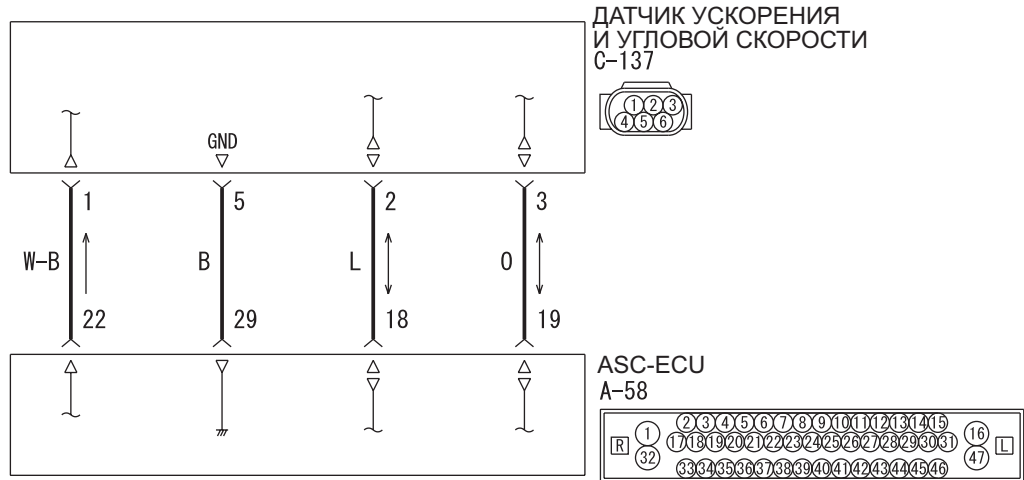 ДАТЧИК УСКОРЕНИЯ
И УГЛОВОЙ СКОРОСТИ
C-137
1 2 3
4 5 6
GND
1 5 2 3
W-B B L O
22 29 18 19
ASC-ECU
A-58
2 3 4 5 6 7 8 9 10 11 12 13 14 15
R 1 17 18 19 20 21 22 23 24 25 26 27 28 29 30 31 16 L
32 47
33 34 35 36 37 38 39 40 41 42 43 44 45 46